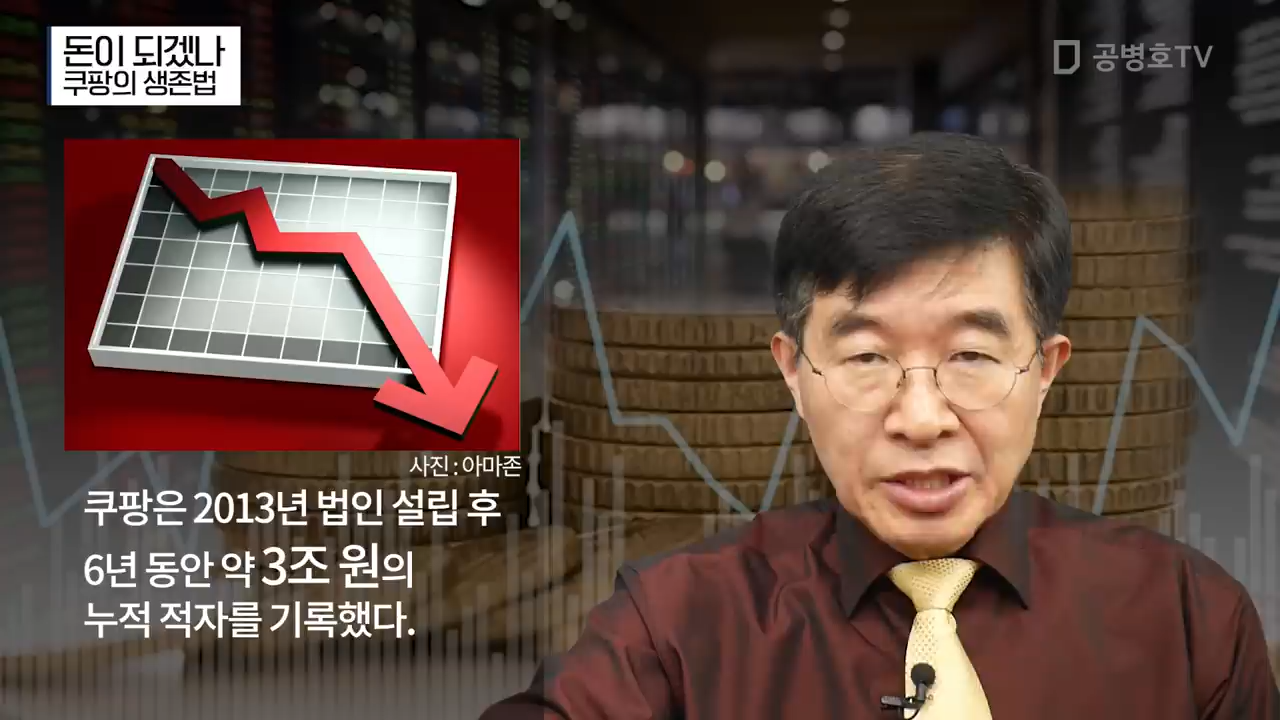 돈이 되겠나
쿠팡의 생존법
공병호TV
사진 : 아마존
쿠팡은 2013년 법인 설립 후
6년 동안 약 3조 원의
누적 적자를 기록했다.